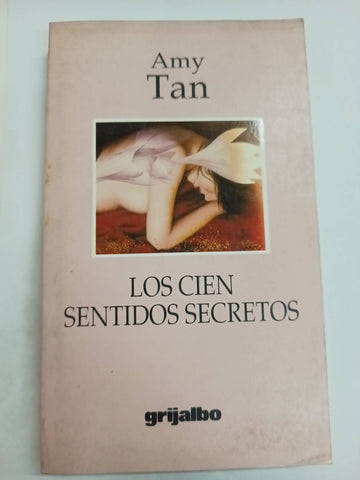 Amy
Tan
LOS CIEN
SENTIDOS SECRETOS
grijalbo